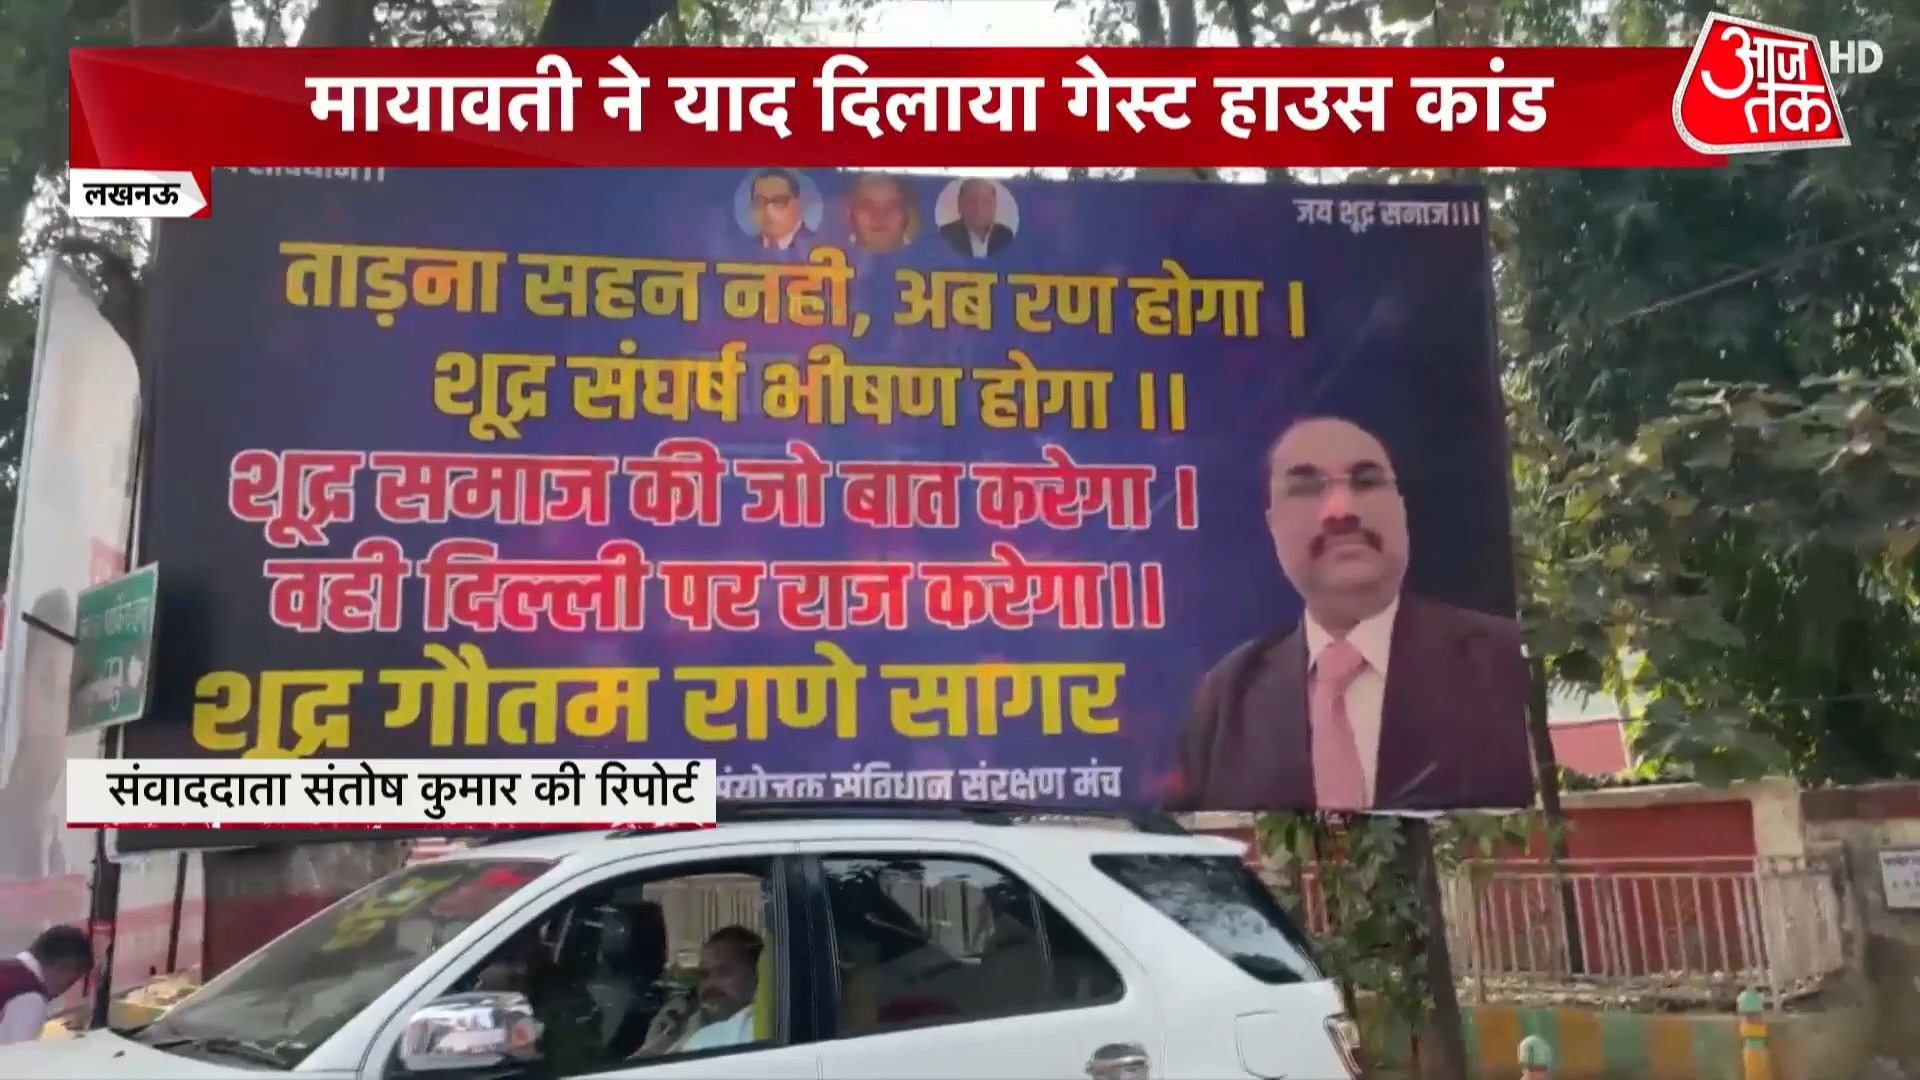 मायावती ने याद दिलाया गेस्ट हाउस कांड
आज तक HD
लखनऊ
जय शूद्र समाज।।।
ताड़ना सहन नही, अब रण होगा ।
शूद्र संघर्ष भीषण होगा ।।
शूद्र समाज की जो बात करेगा ।
वही दिल्ली पर राज करेगा।।
शूद्र गौतम राणे सागर
संयोजक संविधान संरक्षण मंच
संवाददाता संतोष कुमार की रिपोर्ट